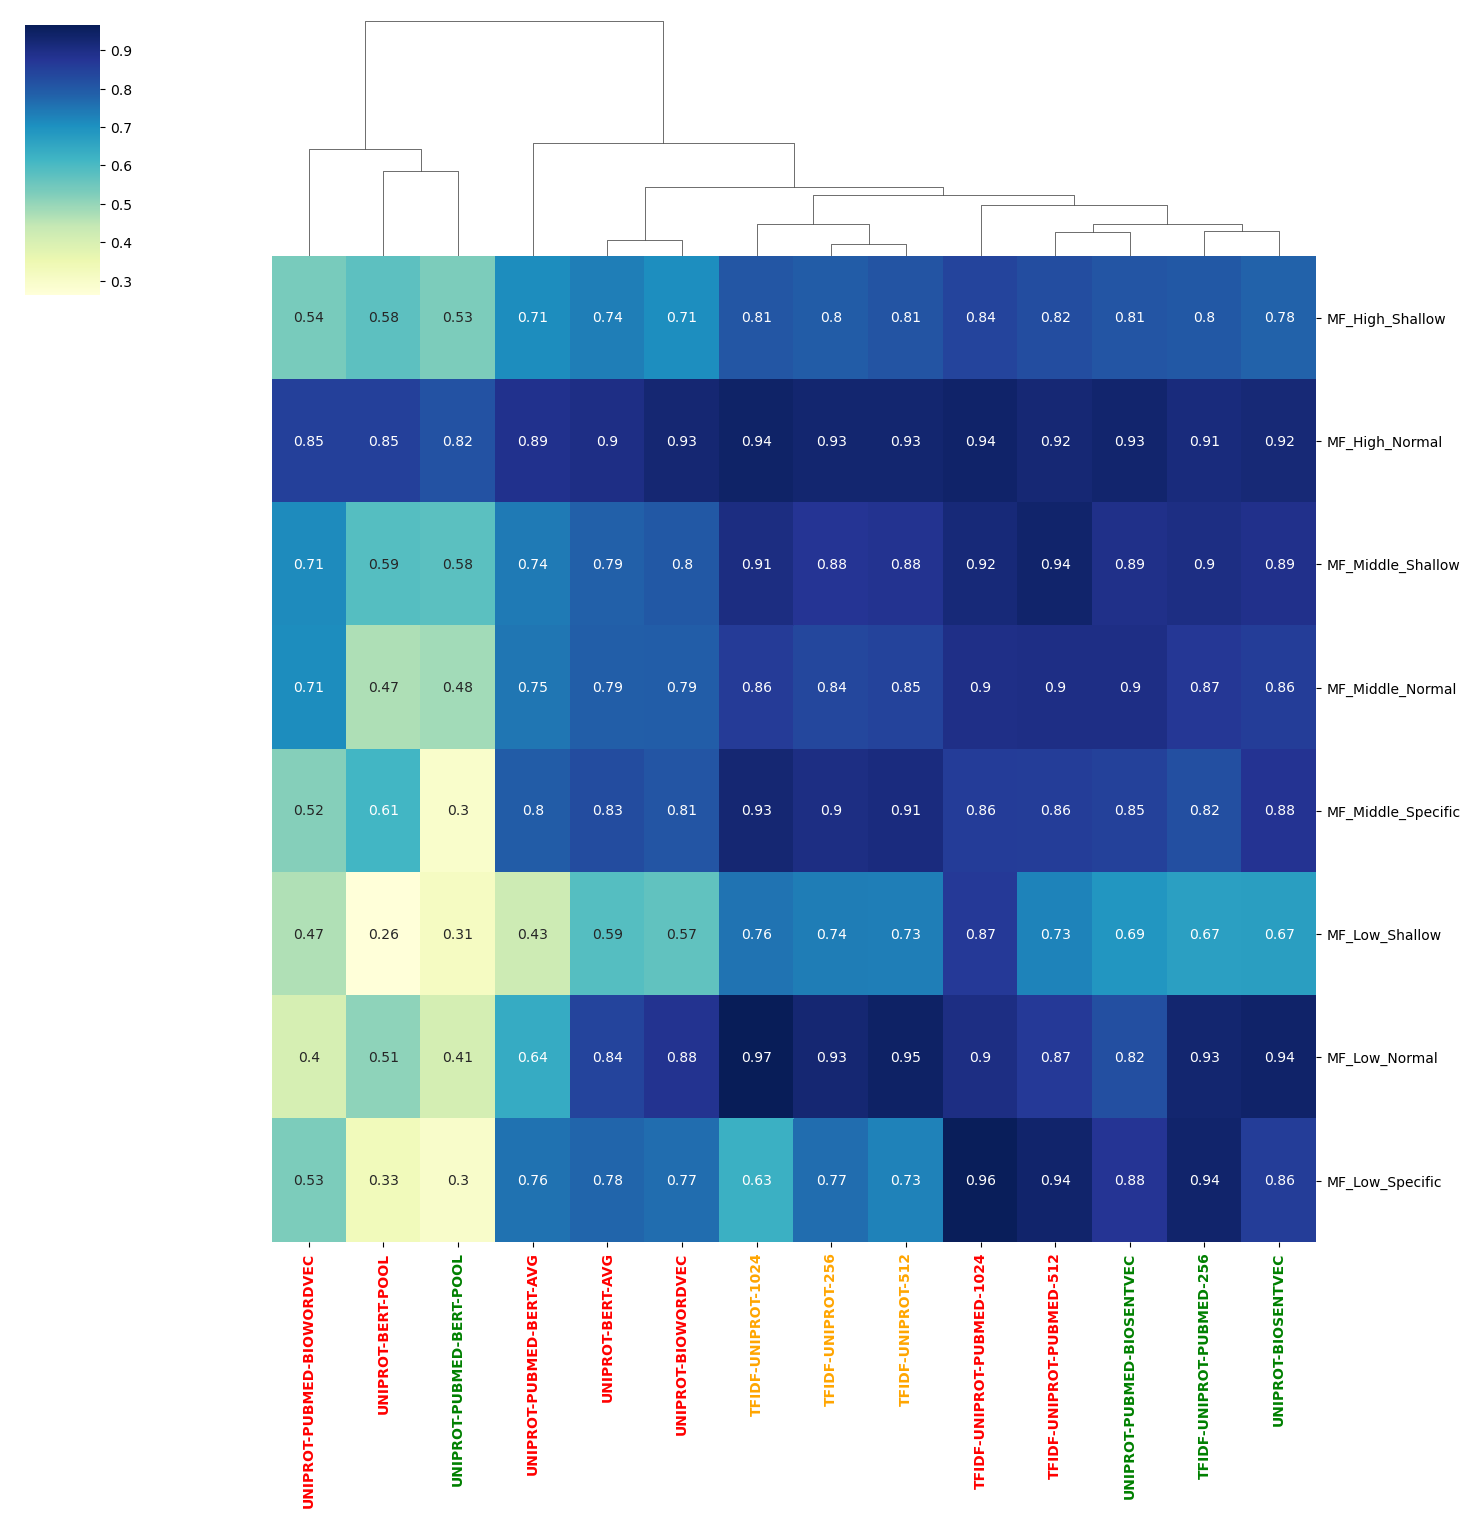 0.9
0.8
0.7
0.6
0.5
0.4
0.3
0.54 0.58 0.53 0.71 0.74 0.71 0.81 0.8 0.81 0.84 0.82 0.81 0.8 0.78 MF_High_Shallow
0.85 0.85 0.82 0.89 0.9 0.93 0.94 0.93 0.93 0.94 0.92 0.93 0.91 0.92 MF_High_Normal
0.71 0.59 0.58 0.74 0.79 0.8 0.91 0.88 0.88 0.92 0.94 0.89 0.9 0.89 MF_Middle_Shallow
0.71 0.47 0.48 0.75 0.79 0.79 0.86 0.84 0.85 0.9 0.9 0.9 0.87 0.86 MF_Middle_Normal
0.52 0.61 0.3 0.8 0.83 0.81 0.93 0.9 0.91 0.86 0.86 0.85 0.82 0.88 MF_Middle_Specific
0.47 0.26 0.31 0.43 0.59 0.57 0.76 0.74 0.73 0.87 0.73 0.69 0.67 0.67 MF_Low_Shallow
0.4 0.51 0.41 0.64 0.84 0.88 0.97 0.93 0.95 0.9 0.87 0.82 0.93 0.94 MF_Low_Normal
0.53 0.33 0.3 0.76 0.78 0.77 0.63 0.77 0.73 0.96 0.94 0.88 0.94 0.86 MF_Low_Specific
UNIPROT-PUBMED-BIOWORDVEC
UNIPROT-BERT-POOL
UNIPROT-PUBMED-BERT-POOL
UNIPROT-PUBMED-BERT-AVG
UNIPROT-BERT-AVG
UNIPROT-BIOWORDVEC
TFIDF-UNIPROT-1024
TFIDF-UNIPROT-256
TFIDF-UNIPROT-512
TFIDF-UNIPROT-PUBMED-1024
TFIDF-UNIPROT-PUBMED-512
UNIPROT-PUBMED-BIOSENTVEC
TFIDF-UNIPROT-PUBMED-256
UNIPROT-BIOSENTVEC